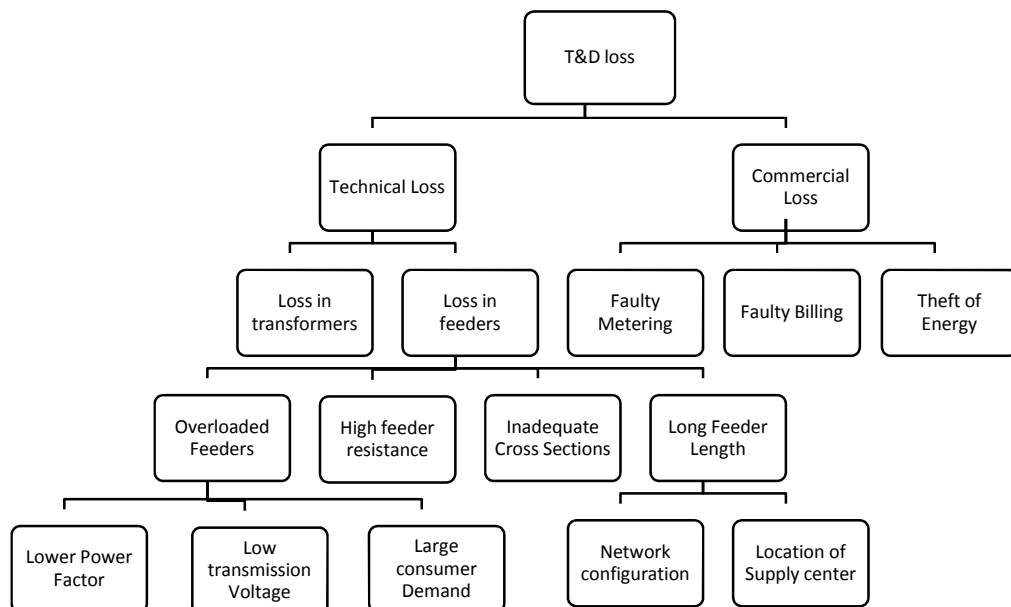 T&D loss
Technical Loss
Commercial
Loss
Loss in
transformers
Loss in
feeders
Faulty
Metering
Faulty Billing
Theft of
Energy
Overloaded
Feeders
High feeder
resistance
Inadequate
Cross Sections
Long Feeder
Length
Lower Power
Factor
Low
transmission
Voltage
Large
consumer
Demand
Network
configuration
Location of
Supply center